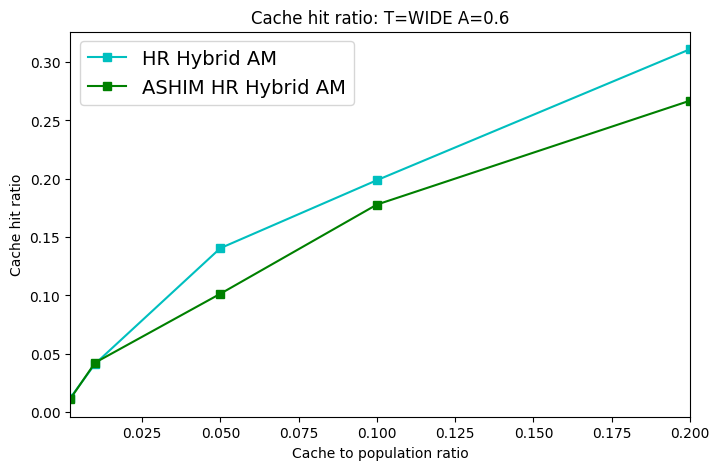 Cache hit ratio: T=WIDE A=0.6
HR Hybrid AM
ASHIM HR Hybrid AM
Cache hit ratio
0.30
0.25
0.20
0.15
0.10
0.05
0.00
0.025 0.050 0.075 0.100 0.125 0.150 0.175 0.200
Cache to population ratio